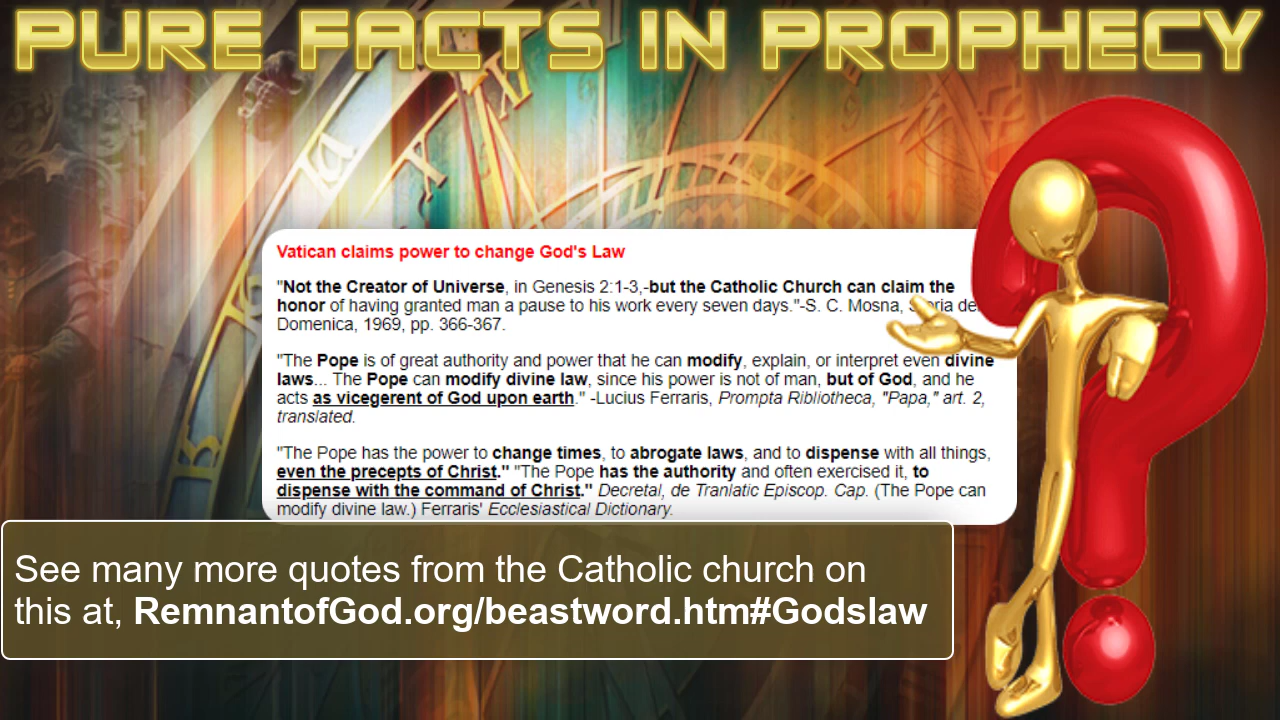 PURE FACTS IN PROPHECY
Vatican claims power to change God's Law
"Not the Creator of Universe, in Genesis 2:1-3,-but the Catholic Church can claim the
honor of having granted man a pause to his work every seven days."-S. C. Mosna,
Domenica, 1969, pp. 366-367.
"The Pope is of great authority and power that he can modify, explain, or interpret even divine
laws... The Pope can modify divine law, since his power is not of man, but of God, and he
acts as vicegerent of God upon earth." -Lucius Ferraris, Prompta Ribliotheca, "Papa," art. 2,
translated.
"The Pope has the power to change times, to abrogate laws, and to dispense with all things,
even the precepts of Christ." "The Pope has the authority and often exercised it, to
dispense with the command of Christ." Decretal, de Tranlatic Episcop. Cap. (The Pope can
modify divine law.) Ferraris' Ecclesiastical Dictionary.
See many more quotes from the Catholic church on
this at, RemnantofGod.org/beastword.htm#Godslaw